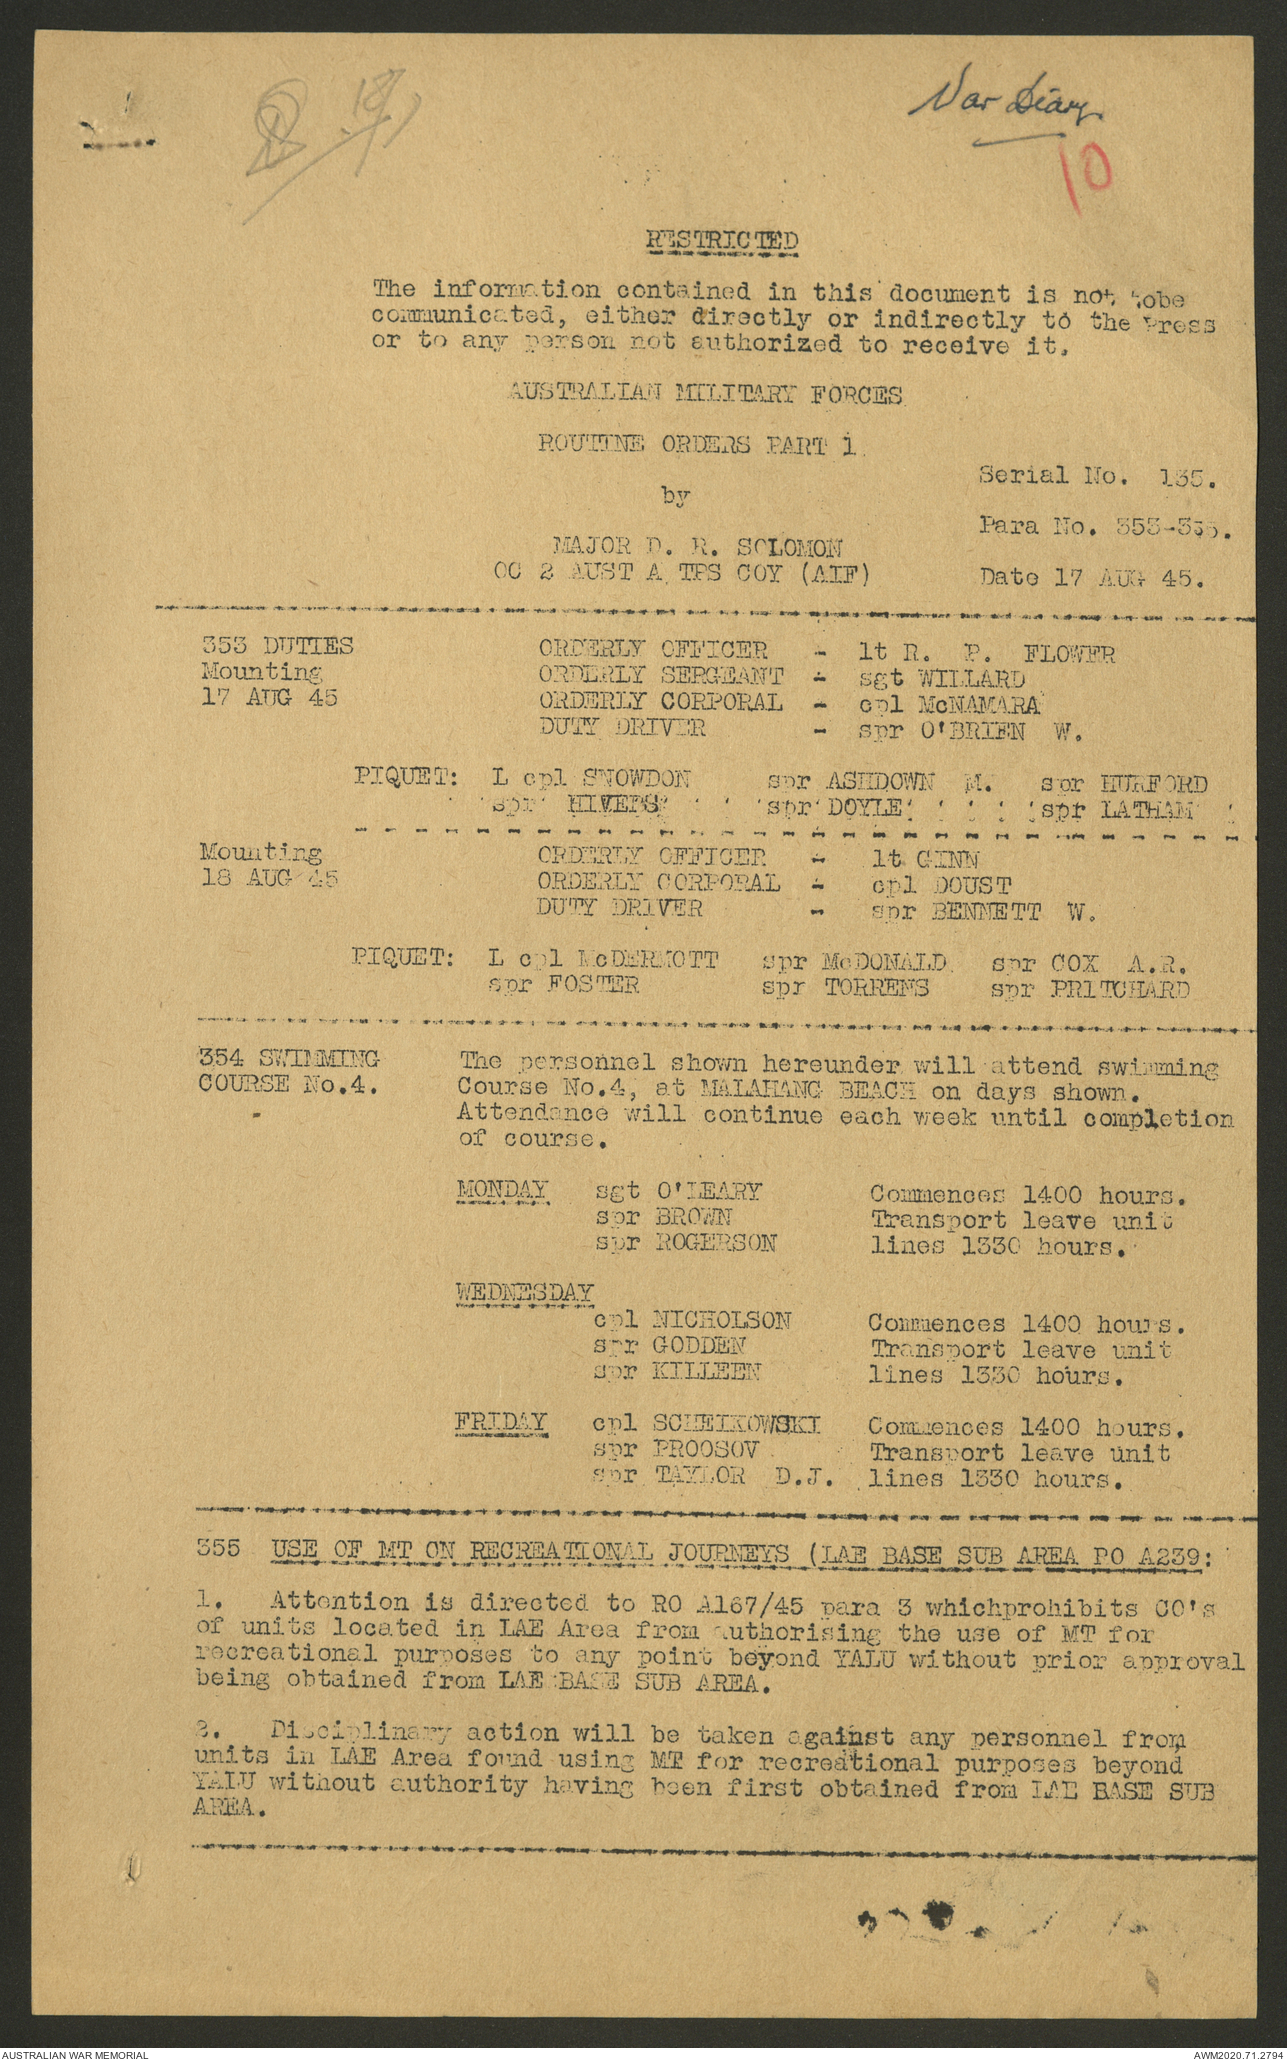 War Diary
10
RESTRICTED
The information contained in this document is not tobe
communicated, either directly or indirectly to the Press
or to any person not authorized to receive it.
AUSTRALIAN MILITARY FORCES
ROUTINE ORDERS PART 1
Serial No. 135.
by
Para No. 353-355.
MAJOR D. R. SOLOMON
OC 2 AUST A TPS COY (AIF)
Date 17 AUG 45.
353 DUTIES ORDERLY OFFICER - lt R. P. FLOWER
Mounting ORDERLY SERGEANT - sgt WILLARD
17 AUG 45 ORDERLY CORPORAL - cpl McNAMARA
DUTY DRIVER - spr O'BRIEN W.
PIQUET: L cpl SNOWDON spr ASHDOWN M. spr HURFORD
spr HIVERS spr DOYLE spr LATHAM
Mounting ORDERLY OFFICER - lt GINN
18 AUG 45 ORDERLY CORPORAL - cpl DOUST
DUTY DRIVER - spr BENNETT W.
PIQUET: L cpl McDERMOTT spr McDONALD spr COX A.R.
spr FOSTER spr TORRENS spr PRITCHARD
354 SWIMMING The personnel shown hereunder will attend swimming
COURSE No.4. Course No.4, at MALAHANG BEACH on days shown.
Attendance will continue each week until completion
of course.
MONDAY sgt O'LEARY Commences 1400 hours.
spr BROWN Transport leave unit
spr ROGERSON lines 1330 hours.
WEDNESDAY
cpl NICHOLSON Commences 1400 hours.
spr GODDEN Transport leave unit
spr KILLEEN lines 1330 hours.
FRIDAY cpl SCHEIKOWSKI Commences 1400 hours.
spr PROOSOV Transport leave unit
spr TAYLOR D.J. lines 1330 hours.
355 USE OF MT ON RECREATIONAL JOURNEYS (LAE BASE SUB AREA RO A239:
1. Attention is directed to RO A167/45 para 3 whichprohibits CO's
of units located in LAE Area from authorising the use of MT for
recreational purposes to any point beyond YALU without prior approval
being obtained from LAE BASE SUB AREA.
2. Disciplinary action will be taken against any personnel from
units in LAE Area found using MT for recreational purposes beyond
YALU without authority having been first obtained from LAE BASE SUB
AREA.
AUSTRALIAN WAR MEMORIAL AWM2020.71.2794